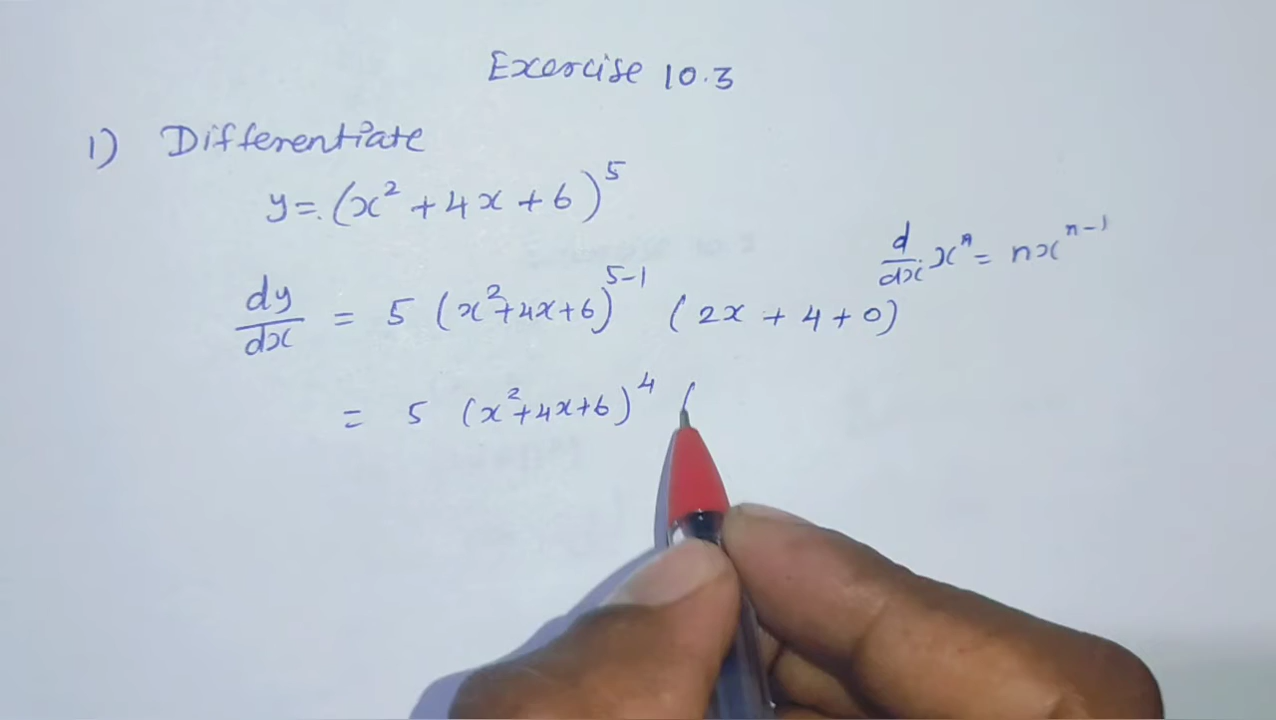 Exercise 10.3
1) Differentiate
y = (x² + 4x + 6)⁵
d/dx xⁿ = nxⁿ⁻¹
dy/dx = 5 (x²+4x+6)⁵⁻¹ (2x + 4 + 0)
= 5 (x²+4x+6)⁴ (